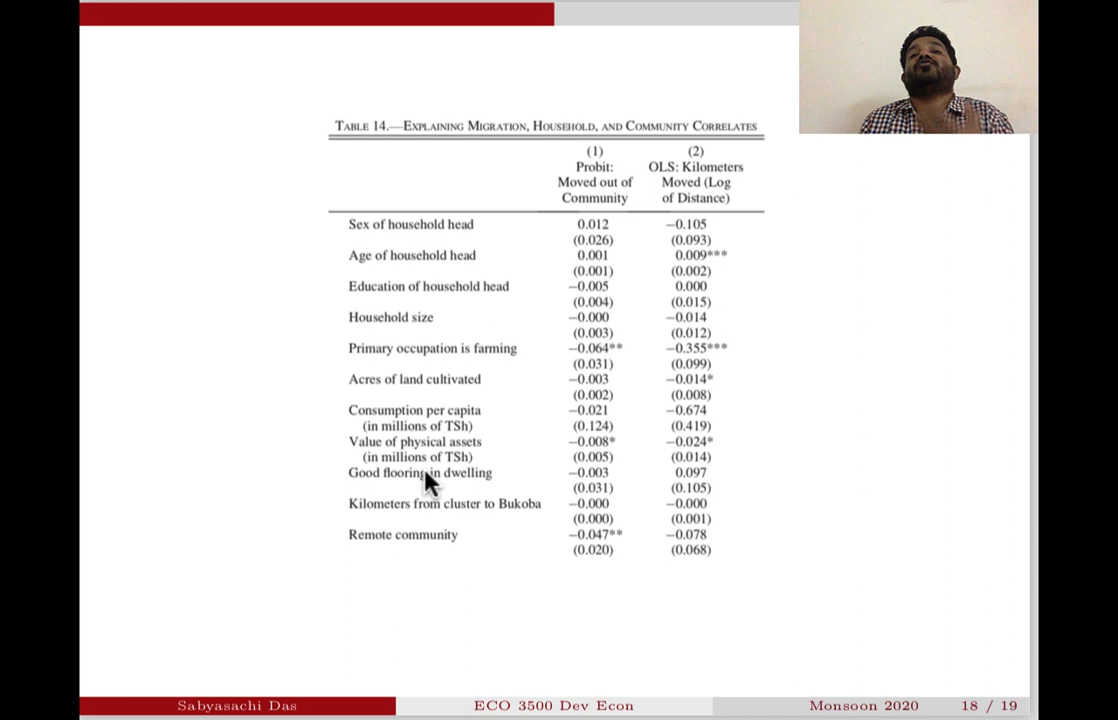 TABLE 14.—EXPLAINING MIGRATION, HOUSEHOLD, AND COMMUNITY CORRELATES
(1) (2)
Probit: OLS: Kilometers
Moved out of Moved (Log
Community of Distance)
Sex of household head 0.012 −0.105
(0.026) (0.093)
Age of household head 0.001 0.009***
(0.001) (0.002)
Education of household head −0.005 0.000
(0.004) (0.015)
Household size −0.000 −0.014
(0.003) (0.012)
Primary occupation is farming −0.064** −0.355***
(0.031) (0.099)
Acres of land cultivated −0.003 −0.014*
(0.002) (0.008)
Consumption per capita −0.021 −0.674
(in millions of TSh) (0.124) (0.419)
Value of physical assets −0.008* −0.024*
(in millions of TSh) (0.005) (0.014)
Good flooring in dwelling −0.003 0.097
(0.031) (0.105)
Kilometers from cluster to Bukoba −0.000 −0.000
(0.000) (0.001)
Remote community −0.047** −0.078
(0.020) (0.068)
Sabyasachi Das ECO 3500 Dev Econ Monsoon 2020 18 / 19